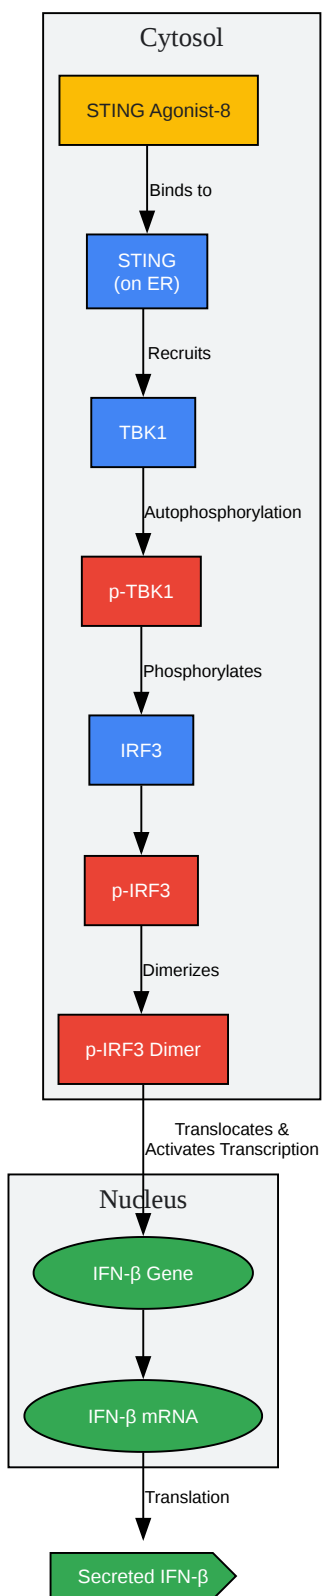 Cytosol
STING Agonist-8
Binds to
STING
(on ER)
Recruits
TBK1
Autophosphorylation
p-TBK1
Phosphorylates
IRF3
p-IRF3
Dimerizes
p-IRF3 Dimer
Translocates &
Activates Transcription
Nucleus
IFN-β Gene
IFN-β mRNA
Translation
Secreted IFN-β